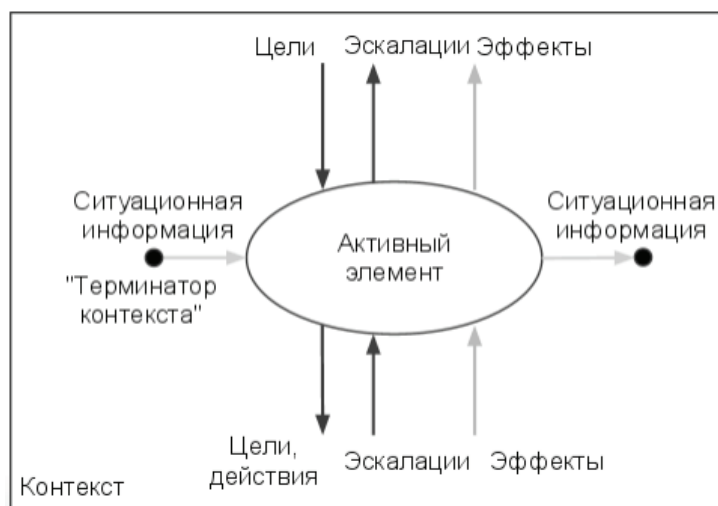 Цели
Эскалации
Эффекты
Ситуационная
информация
"Терминатор
контекста"
Активный
элемент
Ситуационная
информация
Цели,
действия
Эскалации
Эффекты
Контекст